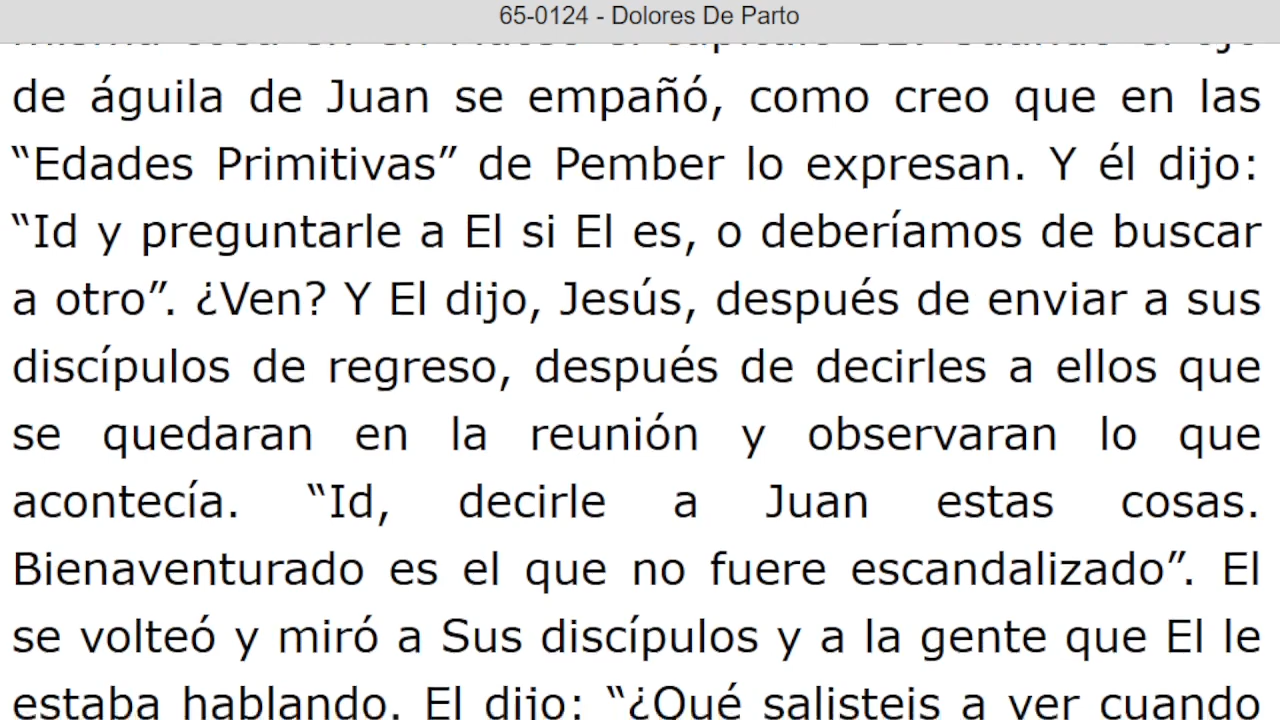 65-0124 - Dolores De Parto
de águila de Juan se empañó, como creo que en las
“Edades Primitivas” de Pember lo expresan. Y él dijo:
“Id y preguntarle a El si El es, o deberíamos de buscar
a otro”. ¿Ven? Y El dijo, Jesús, después de enviar a sus
discípulos de regreso, después de decirles a ellos que
se quedaran en la reunión y observaran lo que
acontecía. “Id, decirle a Juan estas cosas.
Bienaventurado es el que no fuere escandalizado”. El
se volteó y miró a Sus discípulos y a la gente que El le
estaba hablando. El dijo: “¿Qué salisteis a ver cuando